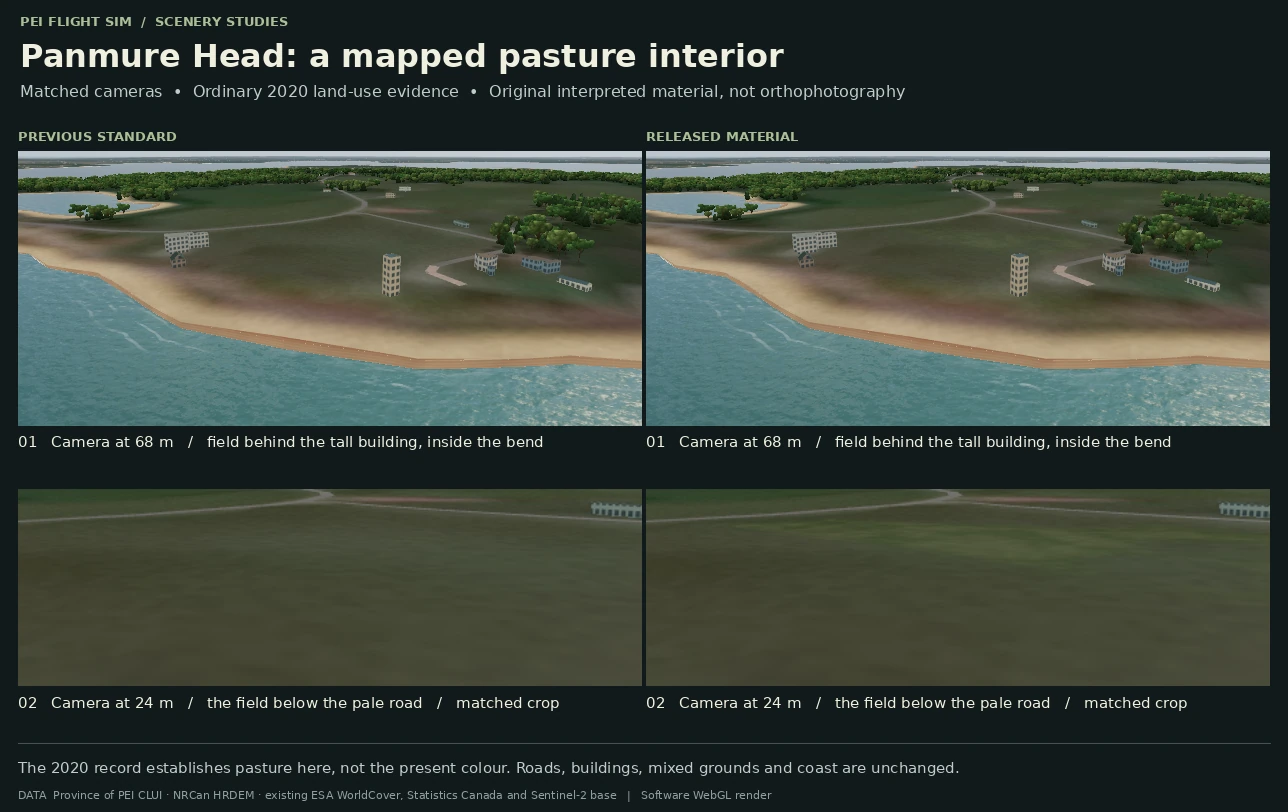 PEI FLIGHT SIM / SCENERY STUDIES
Panmure Head: a mapped pasture interior
Matched cameras • Ordinary 2020 land-use evidence • Original interpreted material, not orthophotography
PREVIOUS STANDARD
RELEASED MATERIAL
01 Camera at 68 m / field behind the tall building, inside the bend
01 Camera at 68 m / field behind the tall building, inside the bend
02 Camera at 24 m / the field below the pale road / matched crop
02 Camera at 24 m / the field below the pale road / matched crop
The 2020 record establishes pasture here, not the present colour. Roads, buildings, mixed grounds and coast are unchanged.
DATA Province of PEI CLUI · NRCan HRDEM · existing ESA WorldCover, Statistics Canada and Sentinel-2 base | Software WebGL render